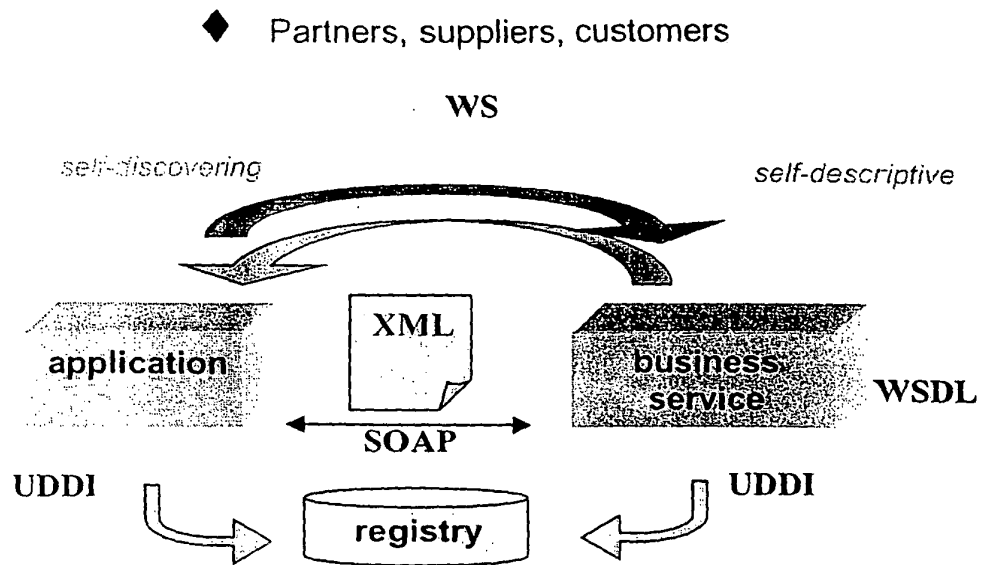 Partners, suppliers, customers
WS
self-discovering
self-descriptive
XML
application
business
service
WSDL
SOAP
UDDI
UDDI
registry